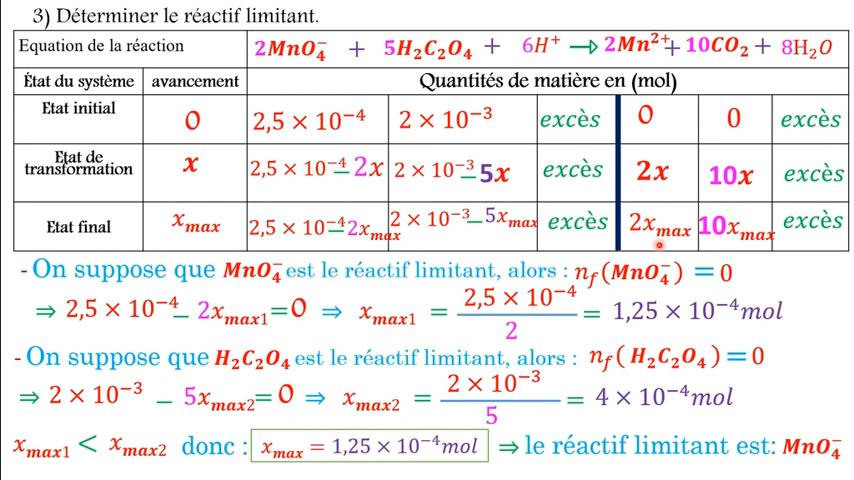 3) Déterminer le réactif limitant.
Equation de la réaction 2MnO₄⁻ + 5H₂C₂O₄ + 6H⁺ → 2Mn²⁺ + 10CO₂ + 8H₂O
État du système avancement Quantités de matière en (mol)
Etat initial 0 2,5 × 10⁻⁴ 2 × 10⁻³ excès 0 0 excès
Etat de transformation x 2,5 × 10⁻⁴ − 2x 2 × 10⁻³ − 5x excès 2x 10x excès
Etat final xₘₐₓ 2,5 × 10⁻⁴ − 2xₘₐₓ 2 × 10⁻³ − 5xₘₐₓ excès 2xₘₐₓ 10xₘₐₓ excès
- On suppose que MnO₄⁻ est le réactif limitant, alors : n_f(MnO₄⁻) = 0
⇒ 2,5 × 10⁻⁴ − 2xₘₐₓ₁ = 0 ⇒ xₘₐₓ₁ = 2,5 × 10⁻⁴ / 2 = 1,25 × 10⁻⁴ mol
- On suppose que H₂C₂O₄ est le réactif limitant, alors : n_f(H₂C₂O₄) = 0
⇒ 2 × 10⁻³ − 5xₘₐₓ₂ = 0 ⇒ xₘₐₓ₂ = 2 × 10⁻³ / 5 = 4 × 10⁻⁴ mol
xₘₐₓ₁ < xₘₐₓ₂ donc : xₘₐₓ = 1,25 × 10⁻⁴ mol ⇒ le réactif limitant est: MnO₄⁻